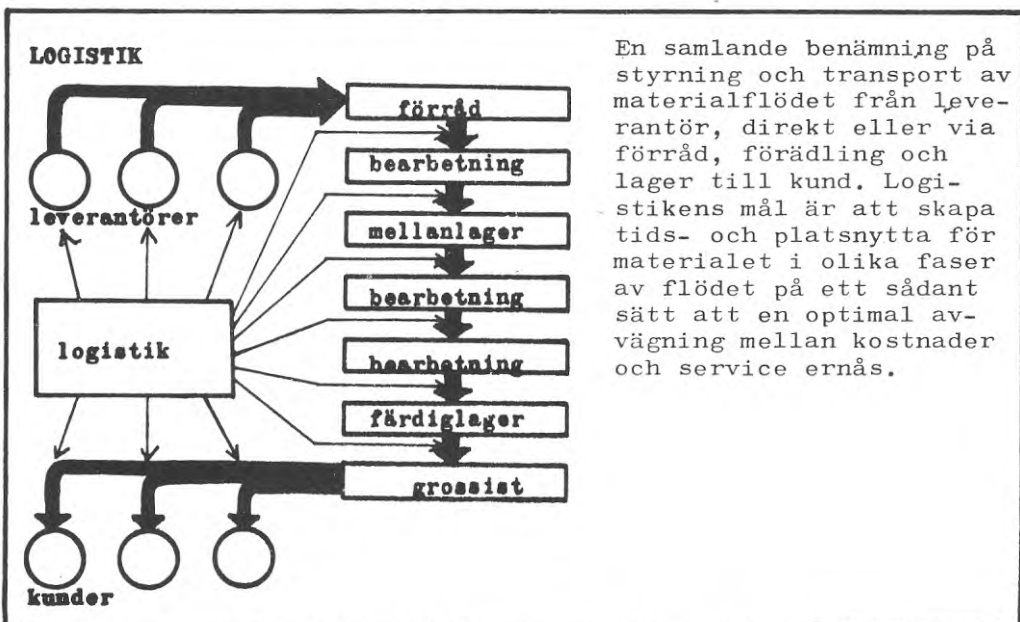 LOGISTIK
förråd
bearbetning
leverantörer
mellanlager
bearbetning
logistik
bearbetning
färdiglager
grossist
kunder
En samlande benämning på
styrning och transport av
materialflödet från leve-
rantör, direkt eller via
förråd, förädling och
lager till kund. Logi-
stikens mål är att skapa
tids- och platsnytta för
materialet i olika faser
av flödet på ett sådant
sätt att en optimal av-
vägning mellan kostnader
och service ernås.